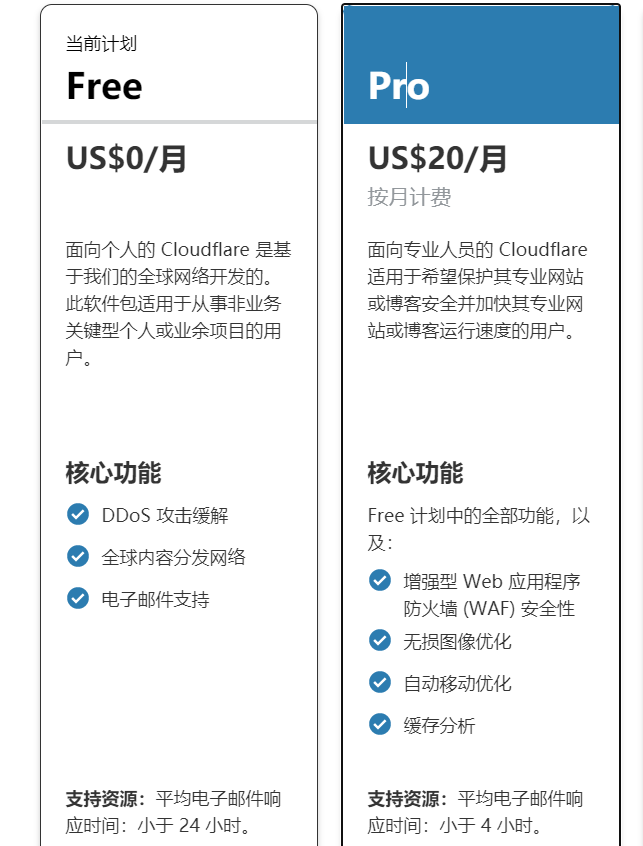 当前计划
Free
US$0/月
面向个人的 Cloudflare 是基
于我们的全球网络开发的。
此软件包适用于从事非业务
关键型个人或业余项目的用
户。
核心功能
DDoS 攻击缓解
全球内容分发网络
电子邮件支持
支持资源：平均电子邮件响
应时间：小于 24 小时。
Pro
US$20/月
按月计费
面向专业人员的 Cloudflare
适用于希望保护其专业网站
或博客安全并加快其专业网
站或博客运行速度的用户。
核心功能
Free 计划中的全部功能，以
及：
增强型 Web 应用程序
防火墙 (WAF) 安全性
无损图像优化
自动移动优化
缓存分析
支持资源：平均电子邮件响
应时间：小于 4 小时。